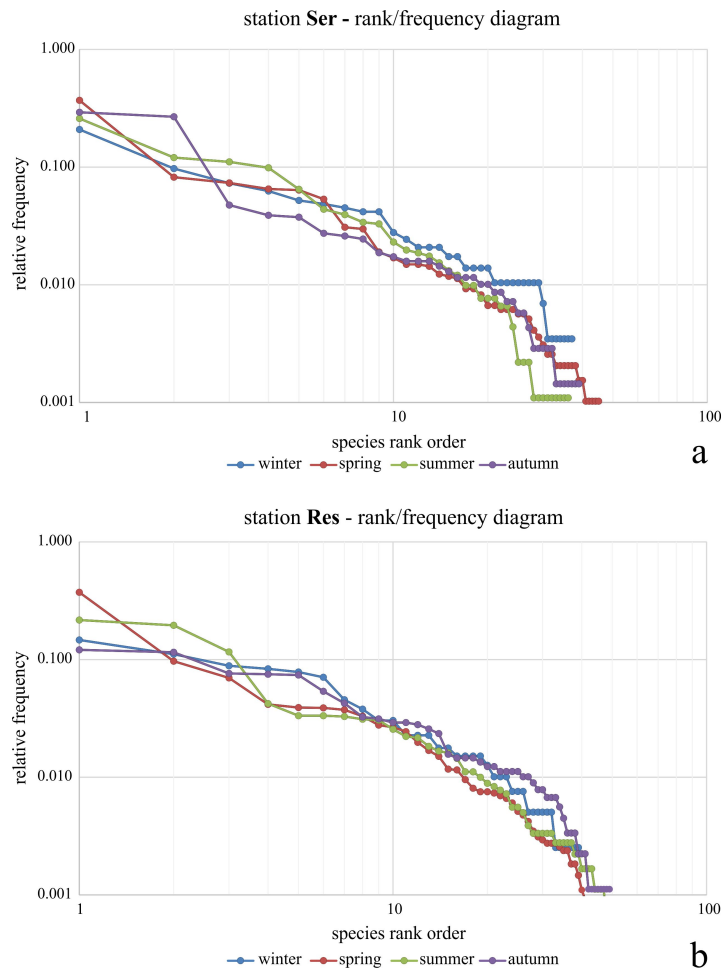 station Ser - rank/frequency diagram
1.000
0.100
0.010
0.001
relative frequency
1 10 100
species rank order
winter spring summer autumn
a
station Res - rank/frequency diagram
1.000
0.100
0.010
0.001
relative frequency
1 10 100
species rank order
winter spring summer autumn
b